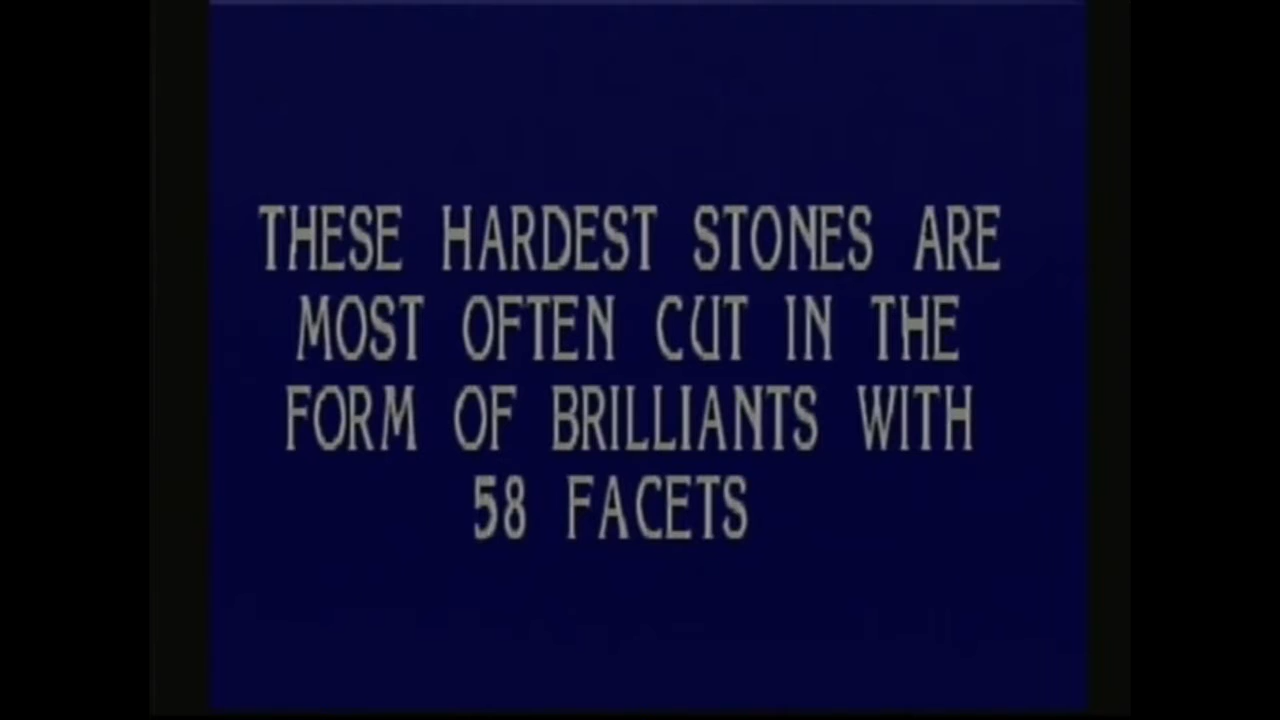 THESE HARDEST STONES ARE
MOST OFTEN CUT IN THE
FORM OF BRILLIANTS WITH
58 FACETS